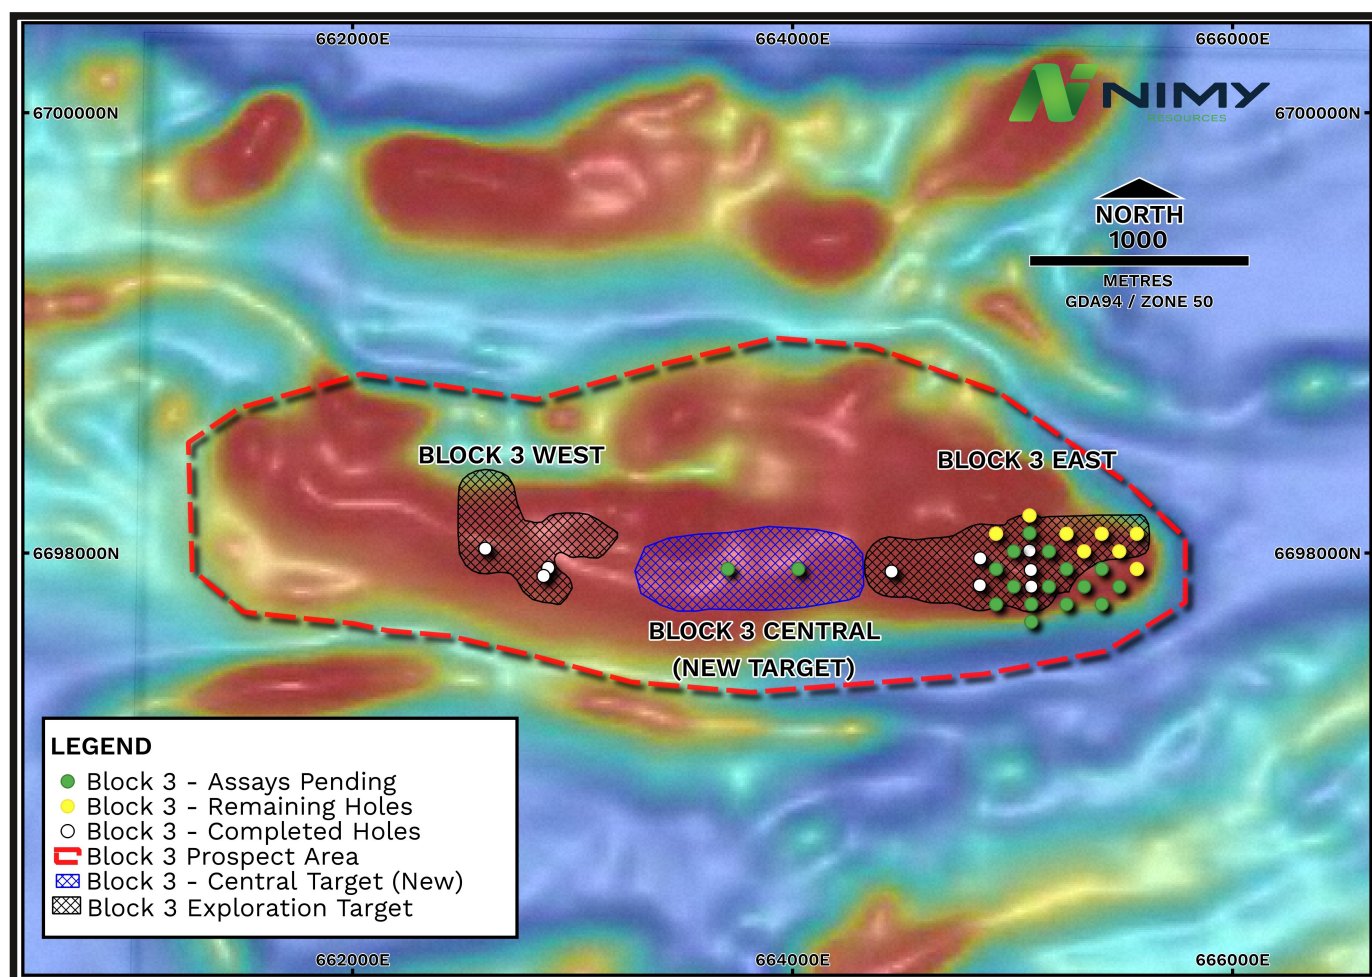 662000E
664000E
666000E
6700000N
NIMY
RESOURCES
6700000N
NORTH
1000
METRES
GDA94 / ZONE 50
BLOCK 3 WEST
BLOCK 3 EAST
6698000N
6698000N
BLOCK 3 CENTRAL
(NEW TARGET)
LEGEND
Block 3 - Assays Pending
Block 3 - Remaining Holes
Block 3 - Completed Holes
Block 3 Prospect Area
Block 3 - Central Target (New)
Block 3 Exploration Target
662000E
664000E
666000E